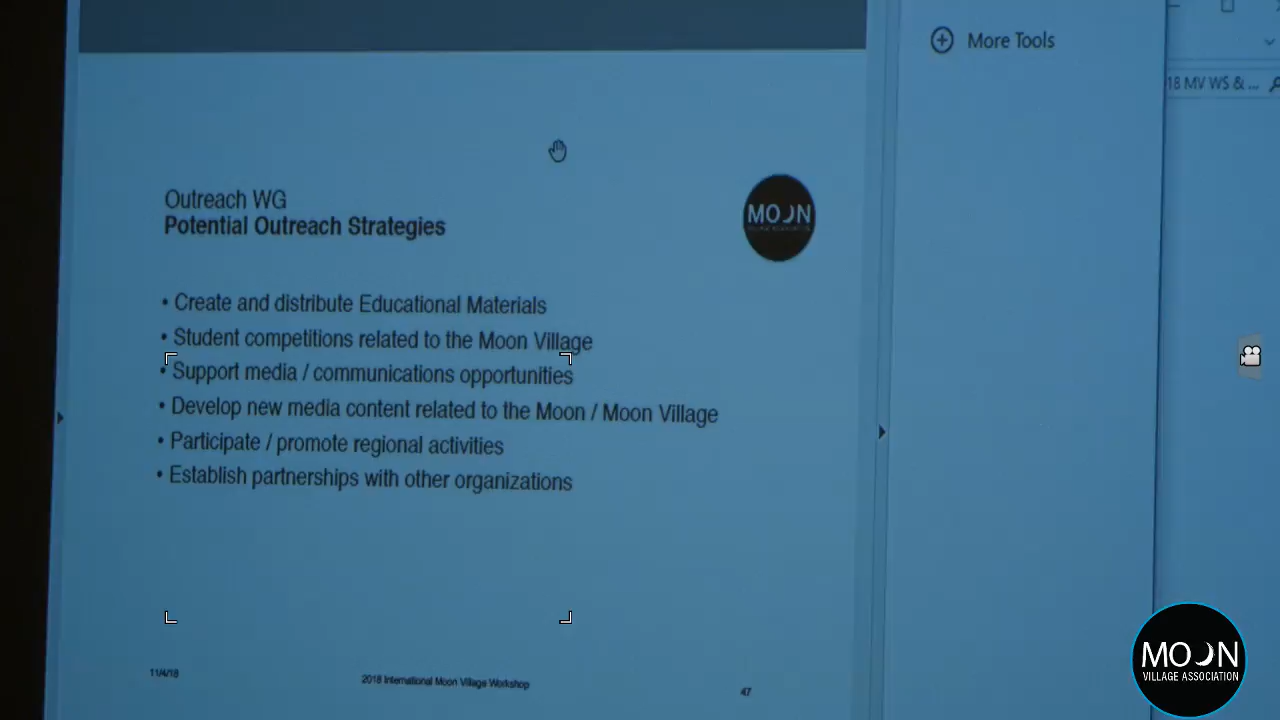 More Tools
18 MV WS & ...
Outreach WG
Potential Outreach Strategies
MOON
• Create and distribute Educational Materials
• Student competitions related to the Moon Village
• Support media / communications opportunities
• Develop new media content related to the Moon / Moon Village
• Participate / promote regional activities
• Establish partnerships with other organizations
11/4/18
2018 International Moon Village Workshop
47
MOON
VILLAGE ASSOCIATION